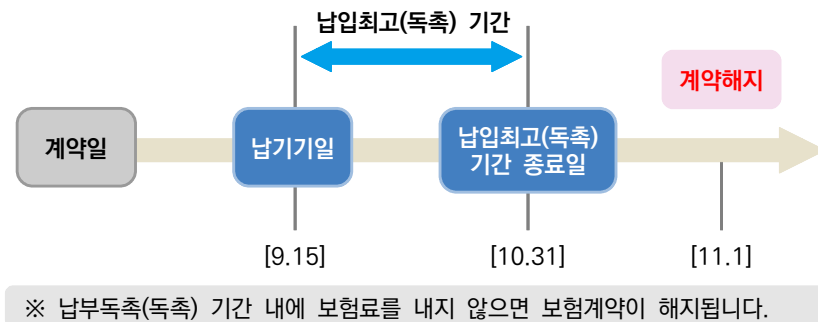 납입최고(독촉) 기간
계약해지
계약일
납기기일
납입최고(독촉)
기간 종료일
[9.15]
[10.31]
[11.1]
※ 납부독촉(독촉) 기간 내에 보험료를 내지 않으면 보험계약이 해지됩니다.